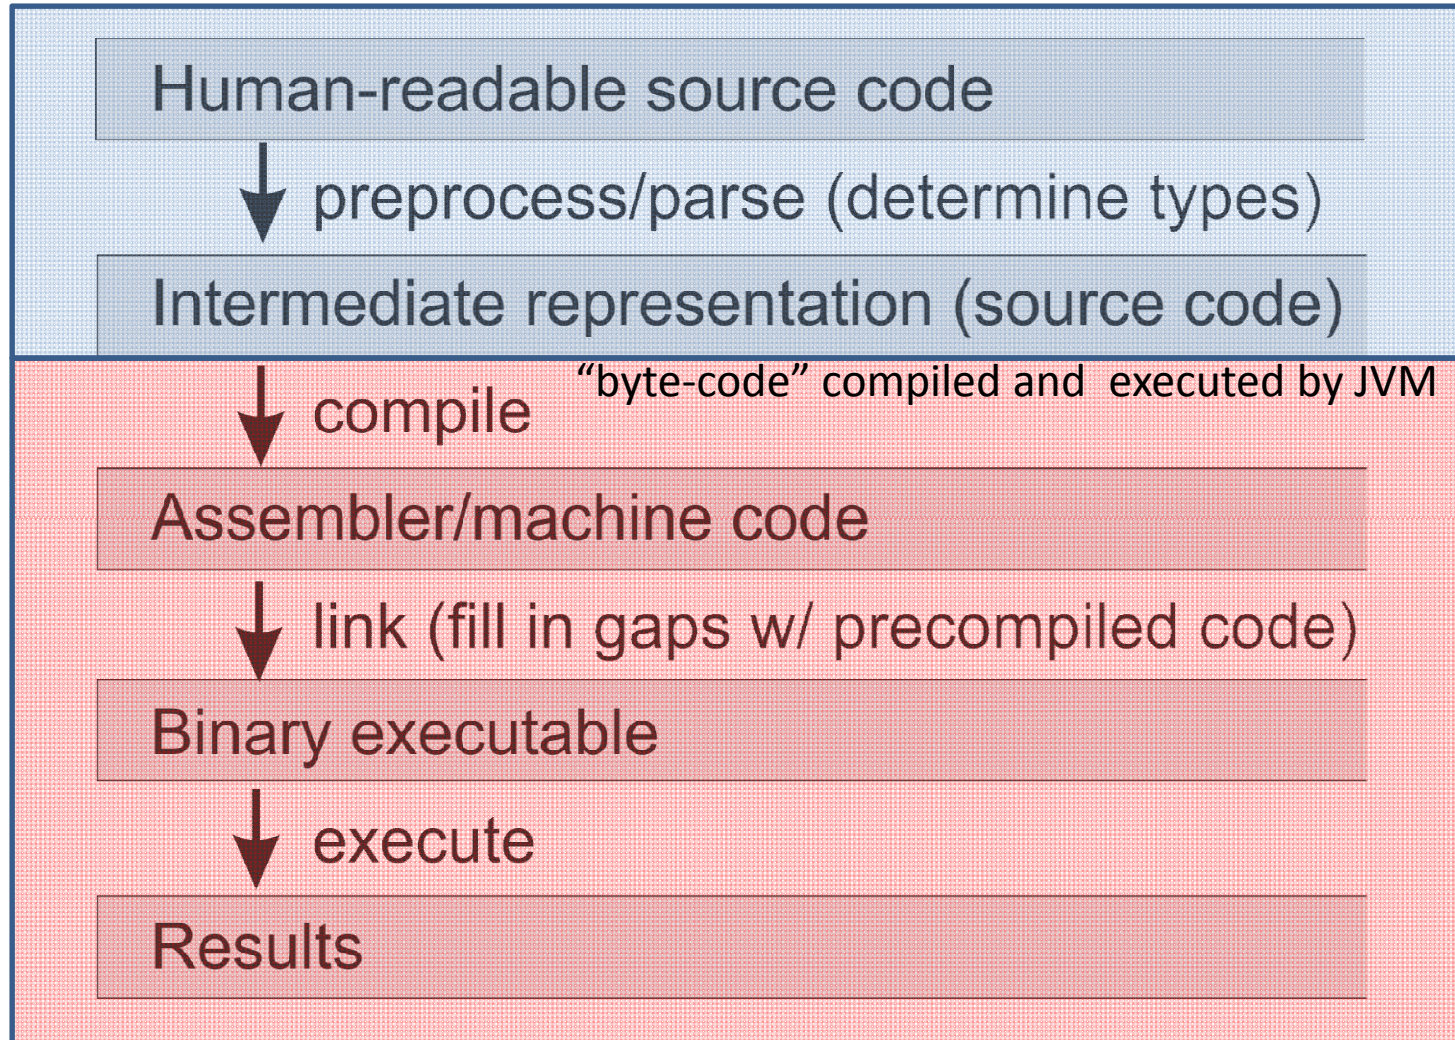 Human-readable source code
preprocess/parse (determine types)
Intermediate representation (source code)
“byte-code” compiled and  executed by JVM
compile
Assembler/machine code
link (fill in gaps w/ precompiled code)
Binary executable
execute
Results